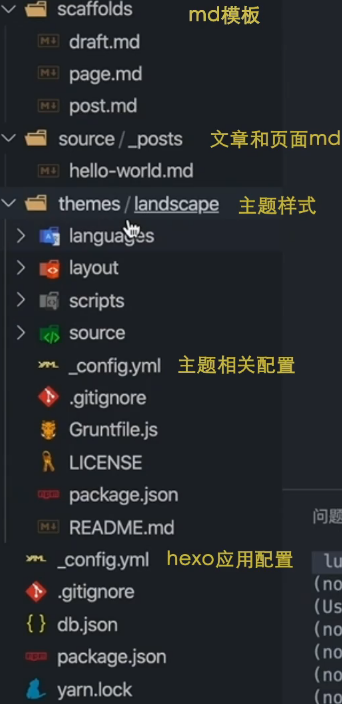 scaffolds md模板
draft.md
page.md
post.md
source/_posts 文章和页面md
hello-world.md
themes/landscape 主题样式
languages
layout
scripts
source
_config.yml 主题相关配置
.gitignore
Gruntfile.js
LICENSE
package.json
README.md
问题
_config.yml hexo应用配置
lu
.gitignore
(no
(Us
db.json
(no
package.json
(no
(no
yarn.lock
(no